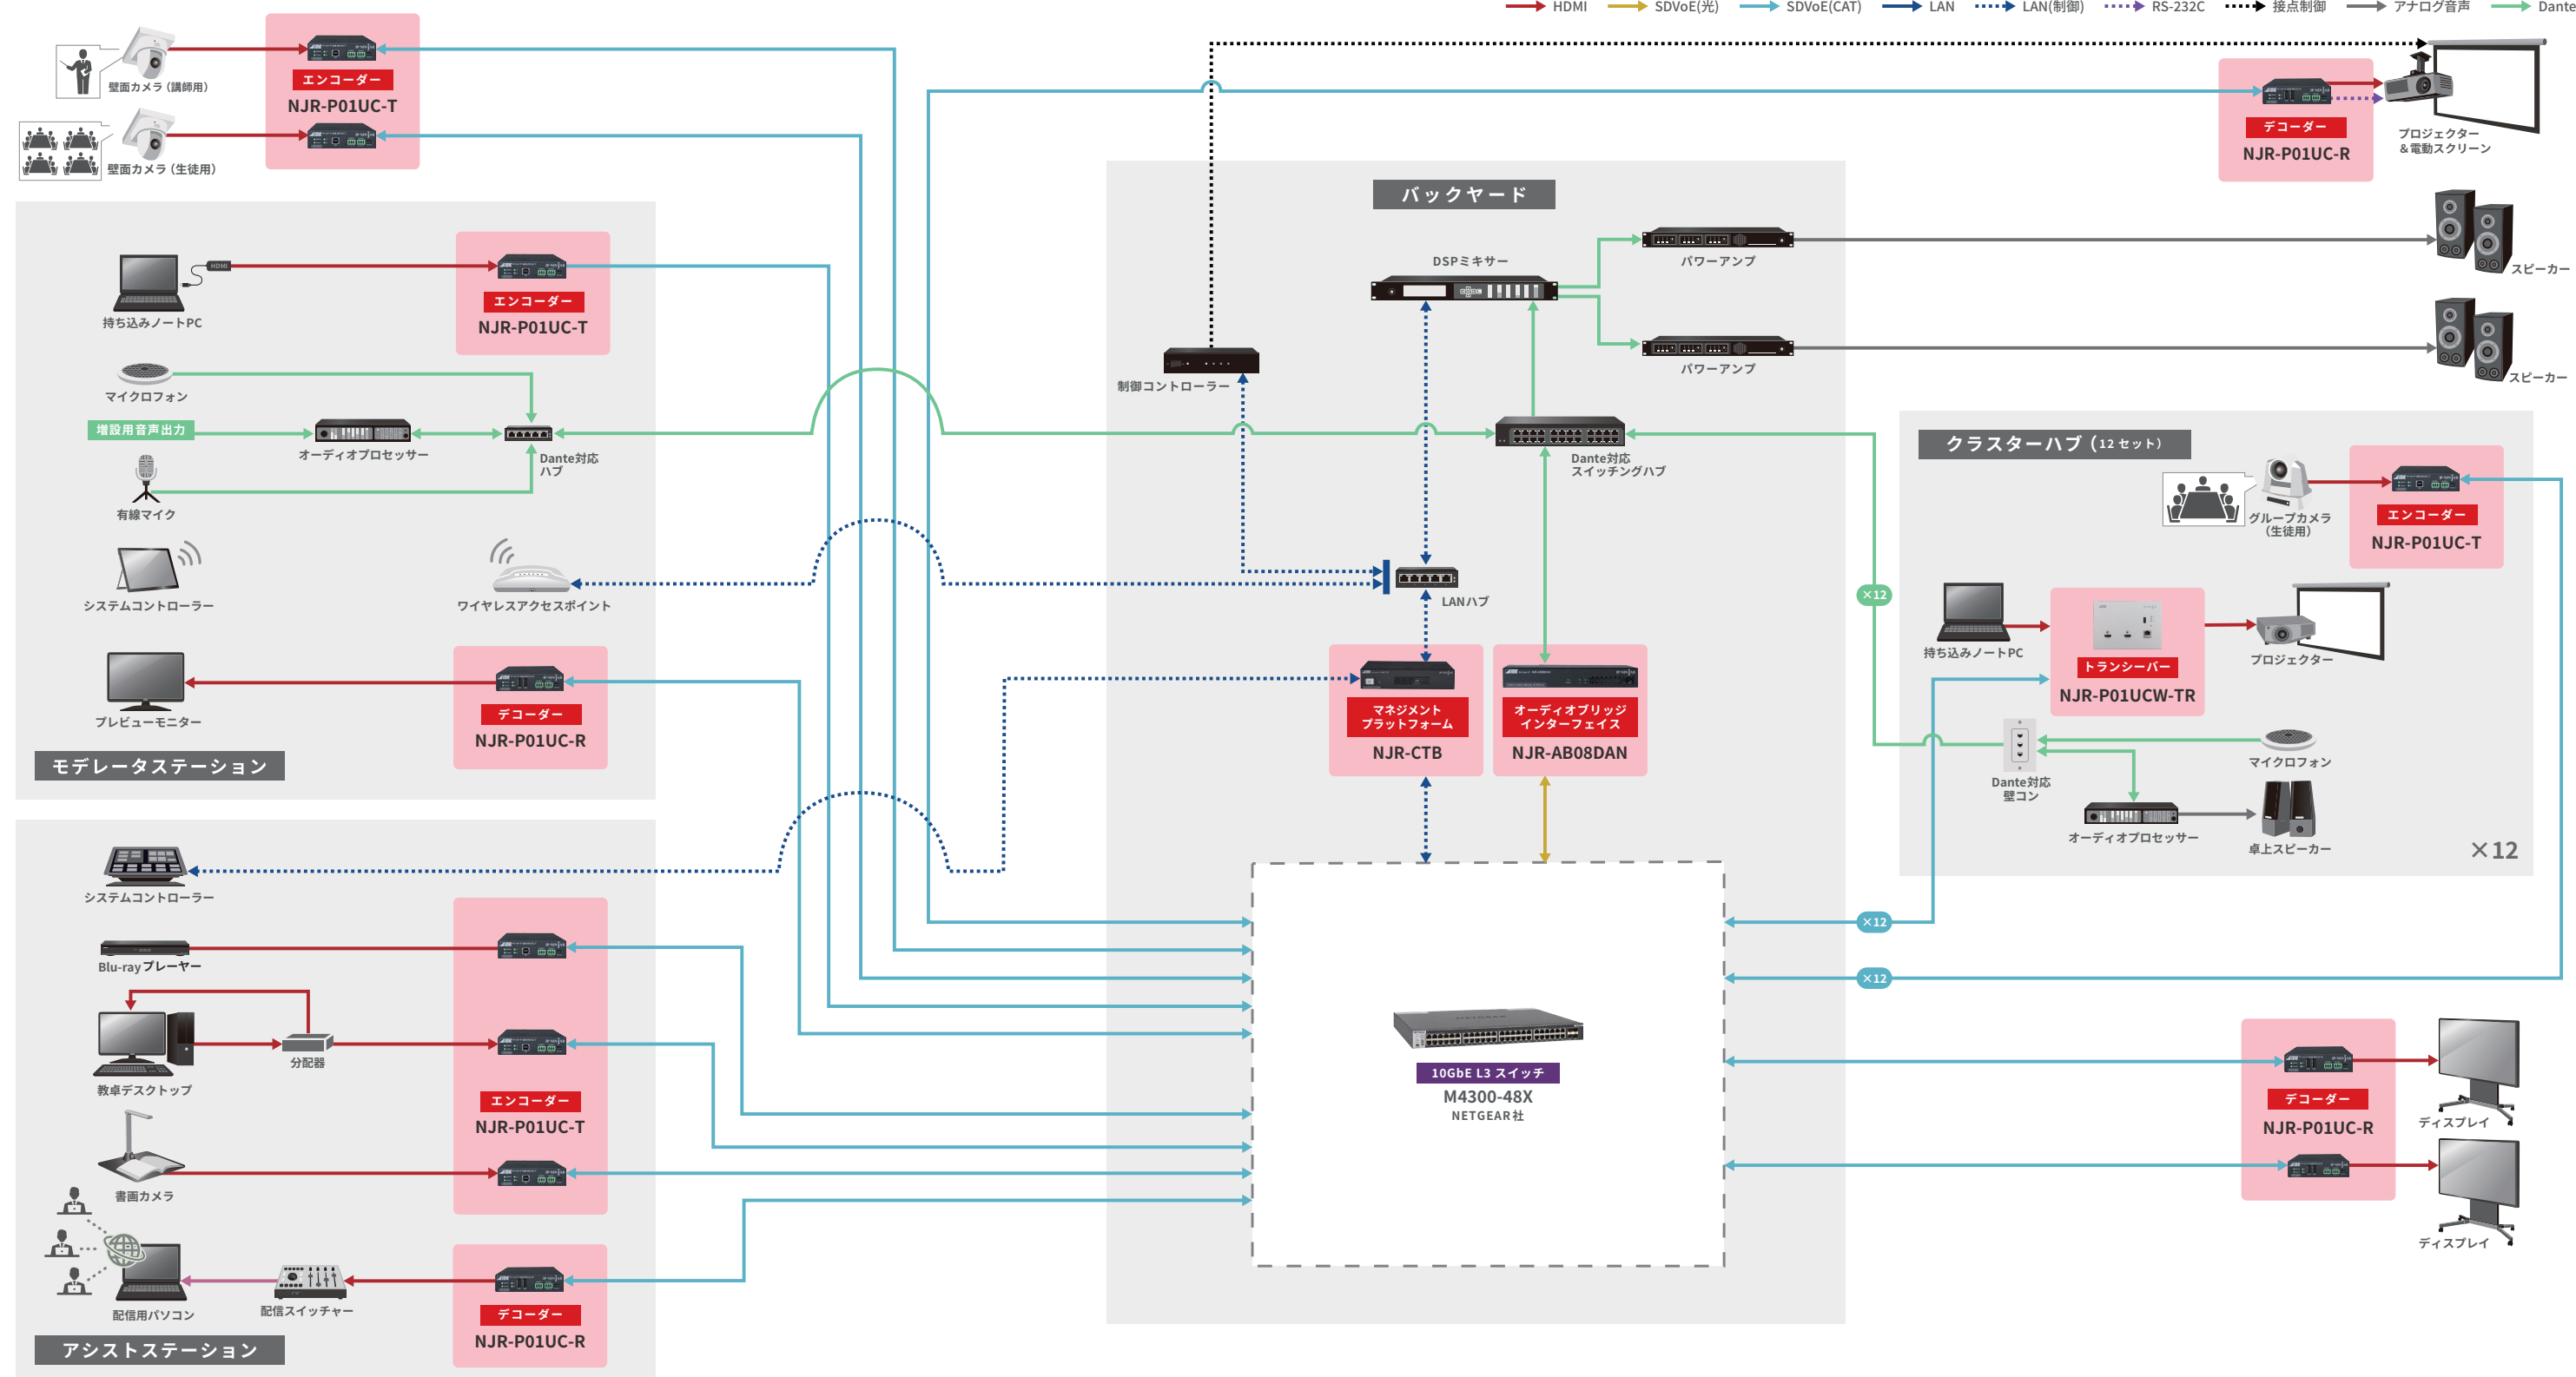 HDMI
SDVoE(光)
SDVoE(CAT)
LAN
LAN(制御)
RS-232C
接点制御
アナログ音声
Dante
壁面カメラ（講師用）
エンコーダー
NJR-P01UC-T
壁面カメラ（生徒用）
デコーダー
NJR-P01UC-R
プロジェクター
＆電動スクリーン
HDMI
持ち込みノートPC
エンコーダー
NJR-P01UC-T
マイクロフォン
増設用音声出力
オーディオプロセッサー
Dante対応
ハブ
有線マイク
システムコントローラー
ワイヤレスアクセスポイント
プレビューモニター
デコーダー
NJR-P01UC-R
モデレータステーション
バックヤード
DSPミキサー
パワーアンプ
スピーカー
パワーアンプ
スピーカー
制御コントローラー
Dante対応
スイッチングハブ
LANハブ
マネジメント
プラットフォーム
NJR-CTB
オーディオブリッジ
インターフェイス
NJR-AB08DAN
クラスターハブ（12 セット）
グループカメラ
（生徒用）
エンコーダー
NJR-P01UC-T
×12
持ち込みノートPC
トランシーバー
NJR-P01UCW-TR
プロジェクター
Dante対応
壁コン
マイクロフォン
オーディオプロセッサー
卓上スピーカー
×12
システムコントローラー
Blu-rayプレーヤー
教卓デスクトップ
分配器
エンコーダー
NJR-P01UC-T
書画カメラ
配信用パソコン
配信スイッチャー
デコーダー
NJR-P01UC-R
アシストステーション
NETGEAR
10GbE L3 スイッチ
M4300-48X
NETGEAR社
×12
×12
デコーダー
NJR-P01UC-R
ディスプレイ
ディスプレイ